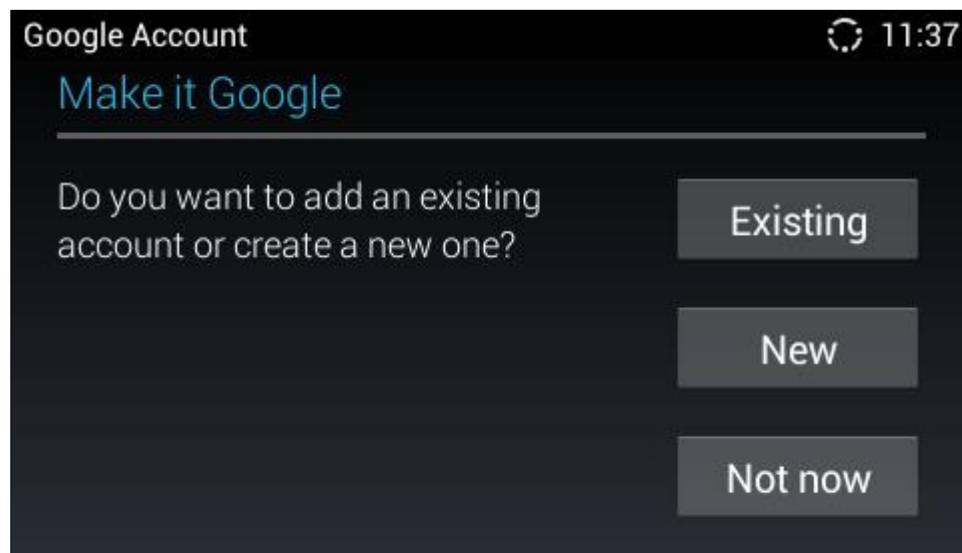 Google Account 11:37
Make it Google
Do you want to add an existing
account or create a new one?
Existing
New
Not now